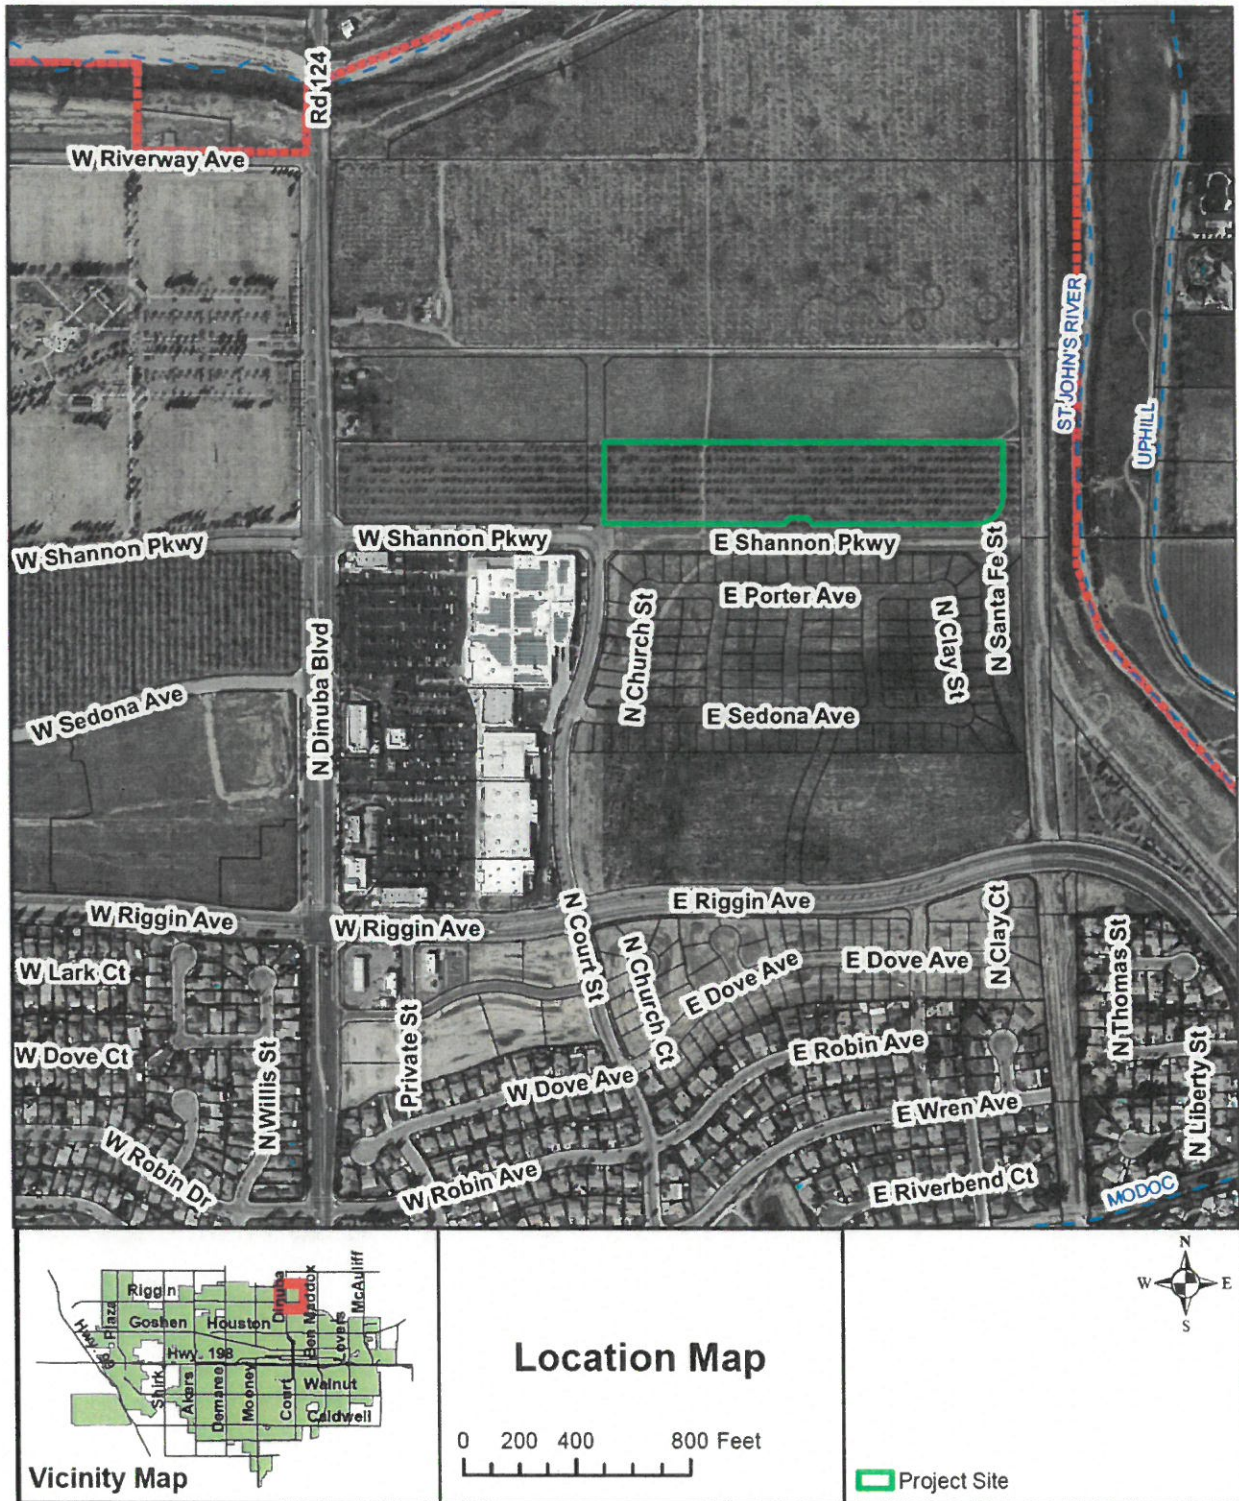 Rd 124
W Riverway Ave
ST JOHN'S RIVER
UPHILL
W Shannon Pkwy
W Shannon Pkwy
E Shannon Pkwy
N Santa Fe St
E Porter Ave
N Church St
N Clay St
N Dinuba Blvd
W Sedona Ave
E Sedona Ave
W Riggin Ave
W Riggin Ave
E Riggin Ave
N Court St
N Church Ct
N Clay Ct
N Thomas St
W Lark Ct
E Dove Ave
E Dove Ave
W Dove Ct
N Willis St
Private St
W Dove Ave
E Robin Ave
N Liberty St
E Wren Ave
W Robin Dr
W Robin Ave
E Riverbend Ct
MODOC
Riggin
Plaza
Goshen
Houston
Dinuba
Ben Maddox
McAuliff
Lovers
Hwy. 99
Hwy. 198
Shirk
Akers
Demaree
Mooney
Court
Walnut
Caldwell
Vicinity Map
Location Map
0 200 400 800 Feet
N
W E
S
Project Site